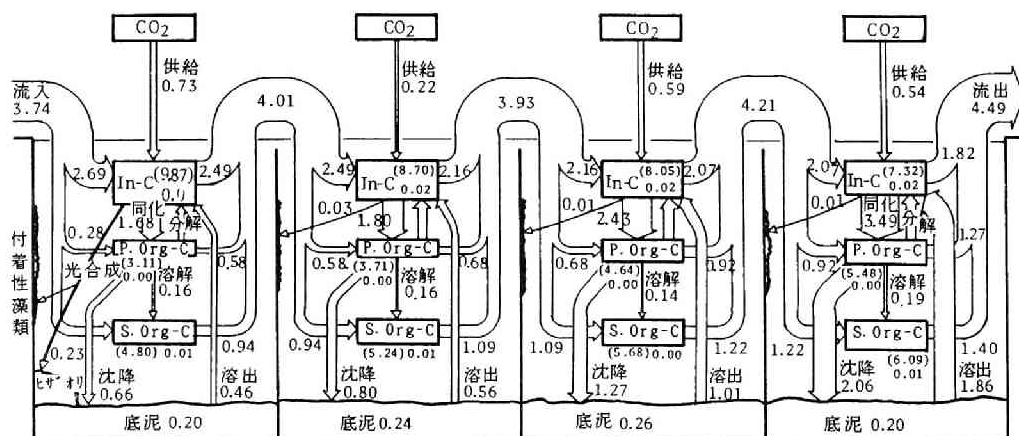 CO2
CO2
CO2
CO2
供給
0.73
供給
0.22
供給
0.59
供給
0.54
流入
3.74
4.01
3.93
4.21
流出
4.49
2.69
In-C
(9.87)
2.49
2.49
In-C
(8.70)
0.02
2.16
2.16
In-C
(8.05)
0.02
2.07
2.07
In-C
(7.32)
0.02
1.82
同化
1.68
分解
0.03
1.80
0.01
2.43
0.01
同化
3.49
分解
0.28
P.Org-C
(3.11)
0.00
0.58
0.58
P.Org-C
(3.71)
0.00
0.68
0.68
P.Org-C
(4.64)
0.00
0.92
0.92
P.Org-C
(5.48)
0.00
1.27
付着性藻類
光合成
溶解
0.16
溶解
0.16
溶解
0.14
溶解
0.19
0.23
S.Org-C
(4.80) 0.01
0.94
0.94
S.Org-C
(5.24) 0.01
1.09
1.09
S.Org-C
(5.68) 0.00
1.22
1.22
S.Org-C
(6.09)
0.01
1.40
沈降
0.66
溶出
0.46
沈降
0.80
溶出
0.56
沈降
1.27
溶出
1.01
沈降
2.06
溶出
1.86
底泥 0.20
底泥 0.24
底泥 0.26
底泥 0.20